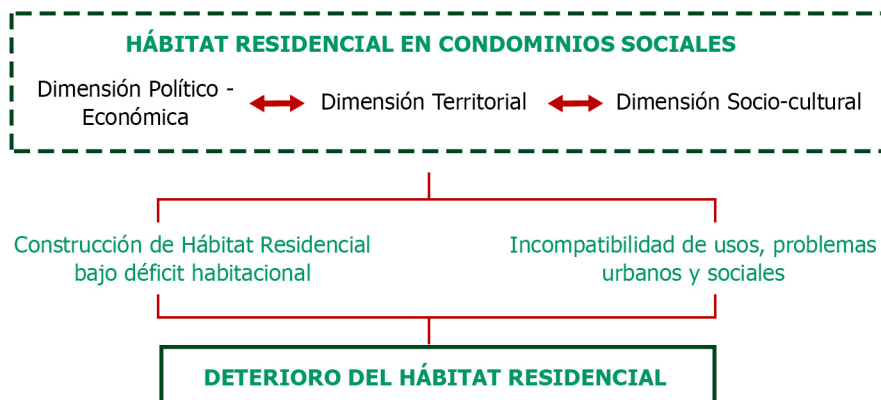 HÁBITAT RESIDENCIAL EN CONDOMINIOS SOCIALES
Dimensión Político -
Económica
Dimensión Territorial
Dimensión Socio-cultural
Construcción de Hábitat Residencial
bajo déficit habitacional
Incompatibilidad de usos, problemas
urbanos y sociales
DETERIORO DEL HÁBITAT RESIDENCIAL